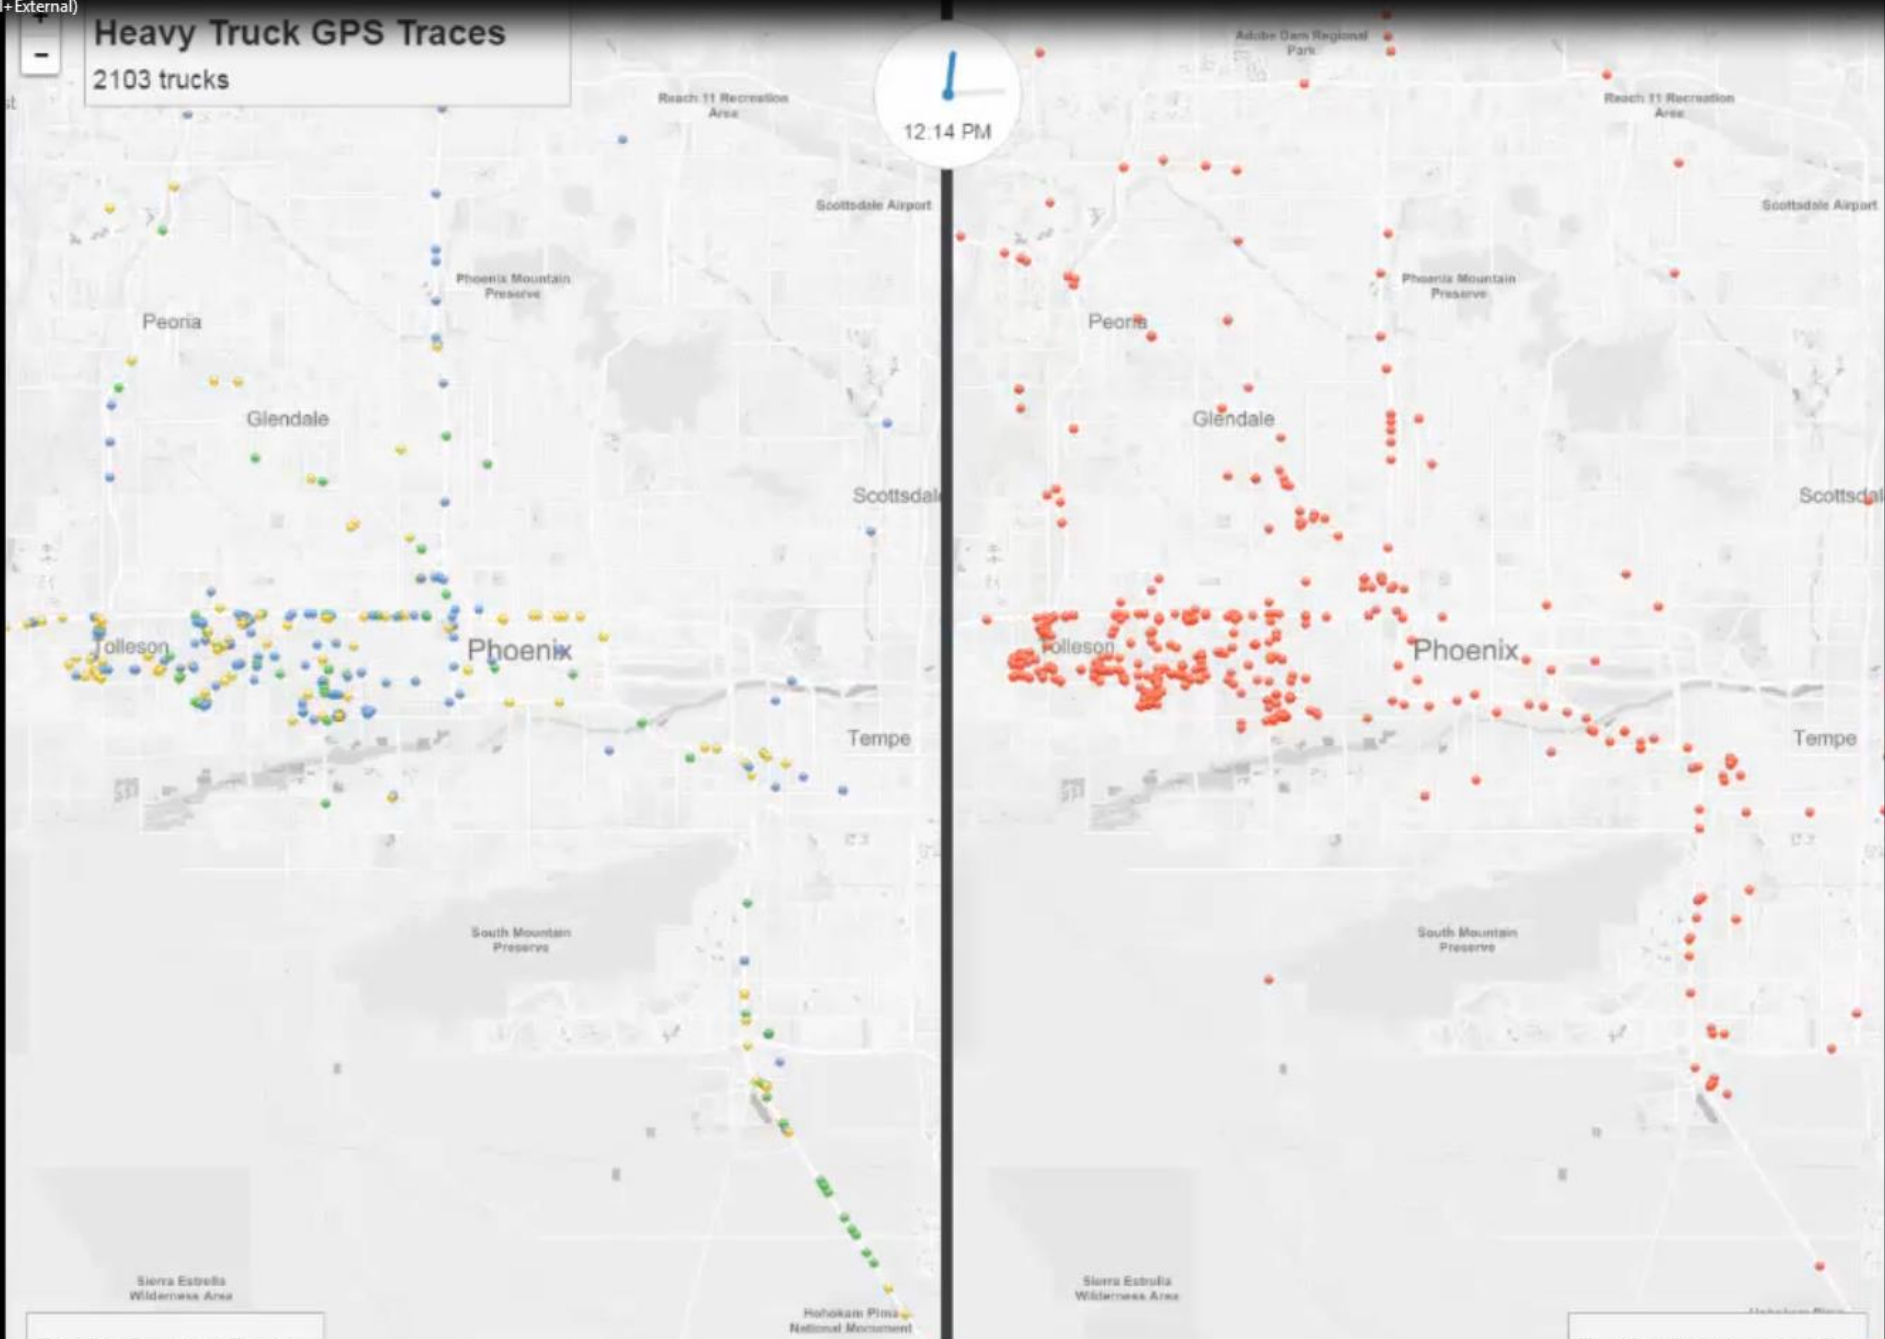 l+External)
+
−
Heavy Truck GPS Traces
2103 trucks
st
Reach 11 Recreation
Area
Scottsdale Airport
Phoenix Mountain
Preserve
Peoria
Glendale
Scottsdal
Tolleson
Phoenix
Tempe
South Mountain
Preserve
Sierra Estrella
Wilderness Area
Hohokam Pima
National Monument
12:14 PM
Adobe Dam Regional
Park
Reach 11 Recreation
Area
Scottsdale Airport
Phoenix Mountain
Preserve
Peoria
Glendale
Scottsdal
Tolleson
Phoenix
Tempe
South Mountain
Preserve
Sierra Estrella
Wilderness Area